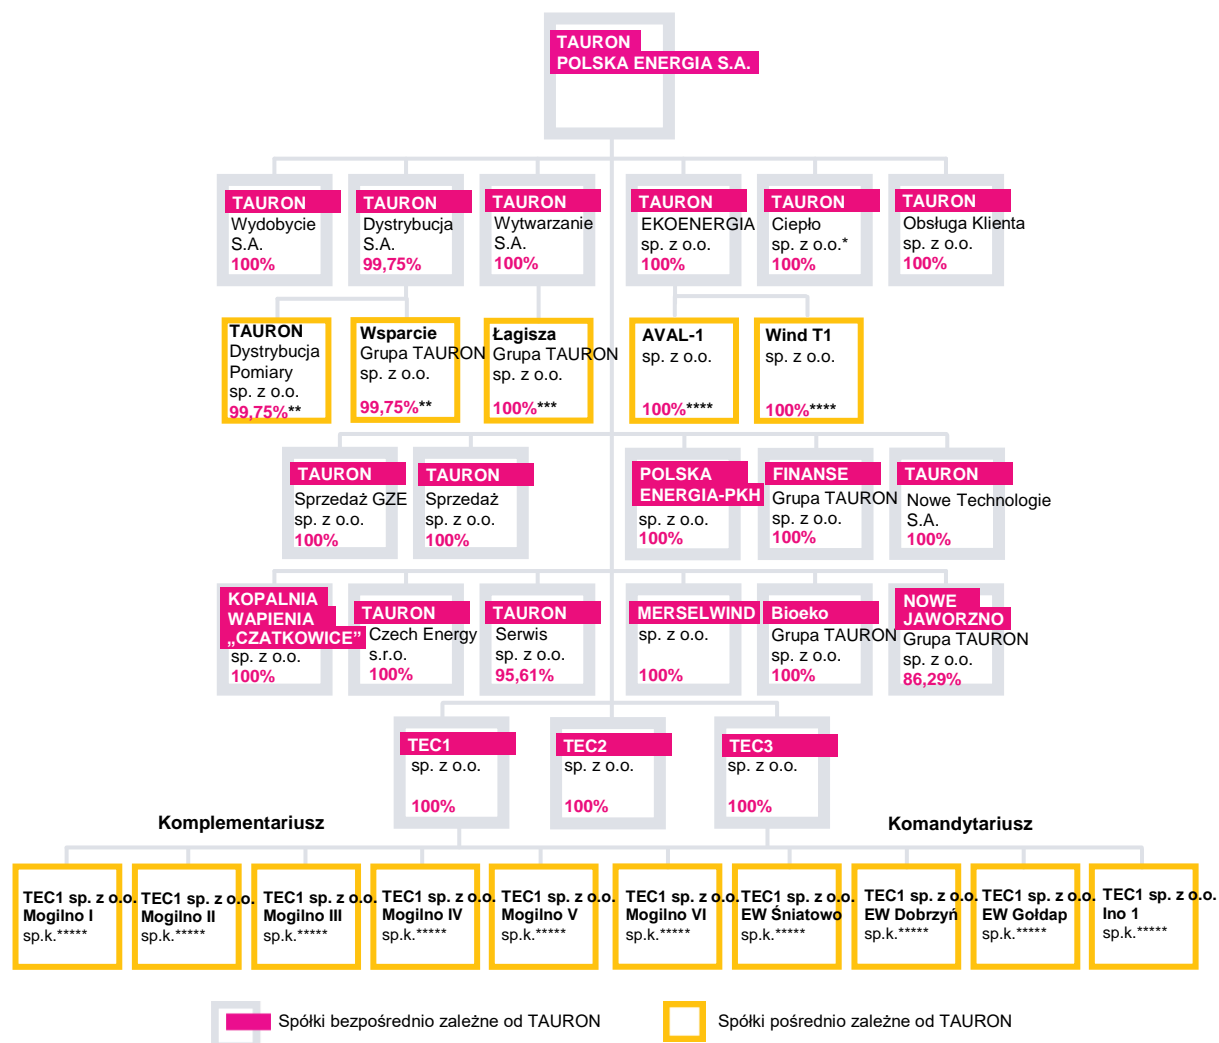 TAURON
POLSKA ENERGIA S.A.
TAURON
Wydobycie
S.A.
100%
TAURON
Dystrybucja
S.A.
99,75%
TAURON
Wytwarzanie
S.A.
100%
TAURON
EKOENERGIA
sp. z o.o.
100%
TAURON
Ciepło
sp. z o.o.*
100%
TAURON
Obsługa Klienta
sp. z o.o.
100%
TAURON
Dystrybucja
Pomiary
sp. z o.o.
99,75%**
Wsparcie
Grupa TAURON
sp. z o.o.
99,75%**
Łagisza
Grupa TAURON
sp. z o.o.
100%***
AVAL-1
sp. z o.o.
100%****
Wind T1
sp. z o.o.
100%****
TAURON
Sprzedaż GZE
sp. z o.o.
100%
TAURON
Sprzedaż
sp. z o.o.
100%
POLSKA
ENERGIA-PKH
sp. z o.o.
100%
FINANSE
Grupa TAURON
sp. z o.o.
100%
TAURON
Nowe Technologie
S.A.
100%
KOPALNIA
WAPIENIA
„CZATKOWICE”
sp. z o.o.
100%
TAURON
Czech Energy
s.r.o.
100%
TAURON
Serwis
sp. z o.o.
95,61%
MERSELWIND
sp. z o.o.
100%
Bioeko
Grupa TAURON
sp. z o.o.
100%
NOWE
JAWORZNO
Grupa TAURON
sp. z o.o.
86,29%
TEC1
sp. z o.o.
100%
TEC2
sp. z o.o.
100%
TEC3
sp. z o.o.
100%
Komplementariusz
Komandytariusz
TEC1 sp. z o.o.
Mogilno I
sp.k.*****
TEC1 sp. z o.o.
Mogilno II
sp.k.*****
TEC1 sp. z o.o.
Mogilno III
sp.k.*****
TEC1 sp. z o.o.
Mogilno IV
sp.k.*****
TEC1 sp. z o.o.
Mogilno V
sp.k.*****
TEC1 sp. z o.o.
Mogilno VI
sp.k.*****
TEC1 sp. z o.o.
EW Śniatowo
sp.k.*****
TEC1 sp. z o.o.
EW Dobrzyń
sp.k.*****
TEC1 sp. z o.o.
EW Gołdap
sp.k.*****
TEC1 sp. z o.o.
Ino 1
sp.k.*****
Spółki bezpośrednio zależne od TAURON
Spółki pośrednio zależne od TAURON